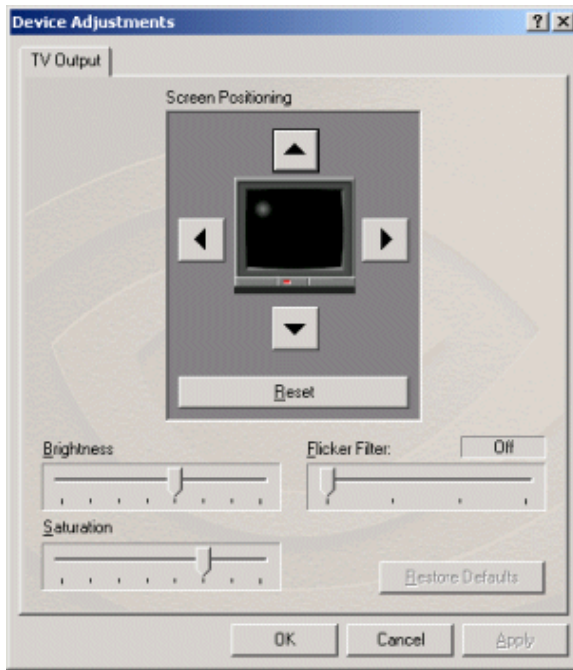 Device Adjustments
TV Output
Screen Positioning
Reset
Brightness
Flicker Filter: Off
Saturation
Restore Defaults
OK Cancel Apply